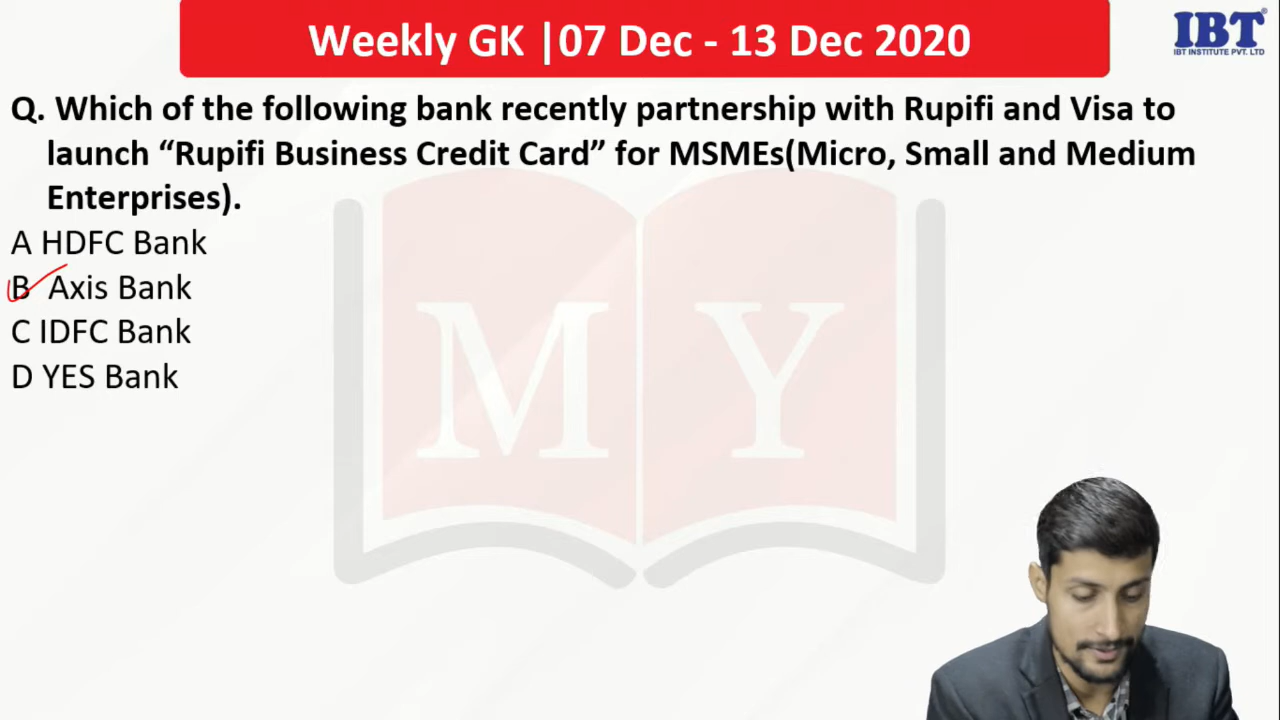 Weekly GK |07 Dec - 13 Dec 2020
IBT
IBT INSTITUTE PVT. LTD
Q. Which of the following bank recently partnership with Rupifi and Visa to
launch “Rupifi Business Credit Card” for MSMEs(Micro, Small and Medium
Enterprises).
A HDFC Bank
B Axis Bank
C IDFC Bank
D YES Bank
M Y